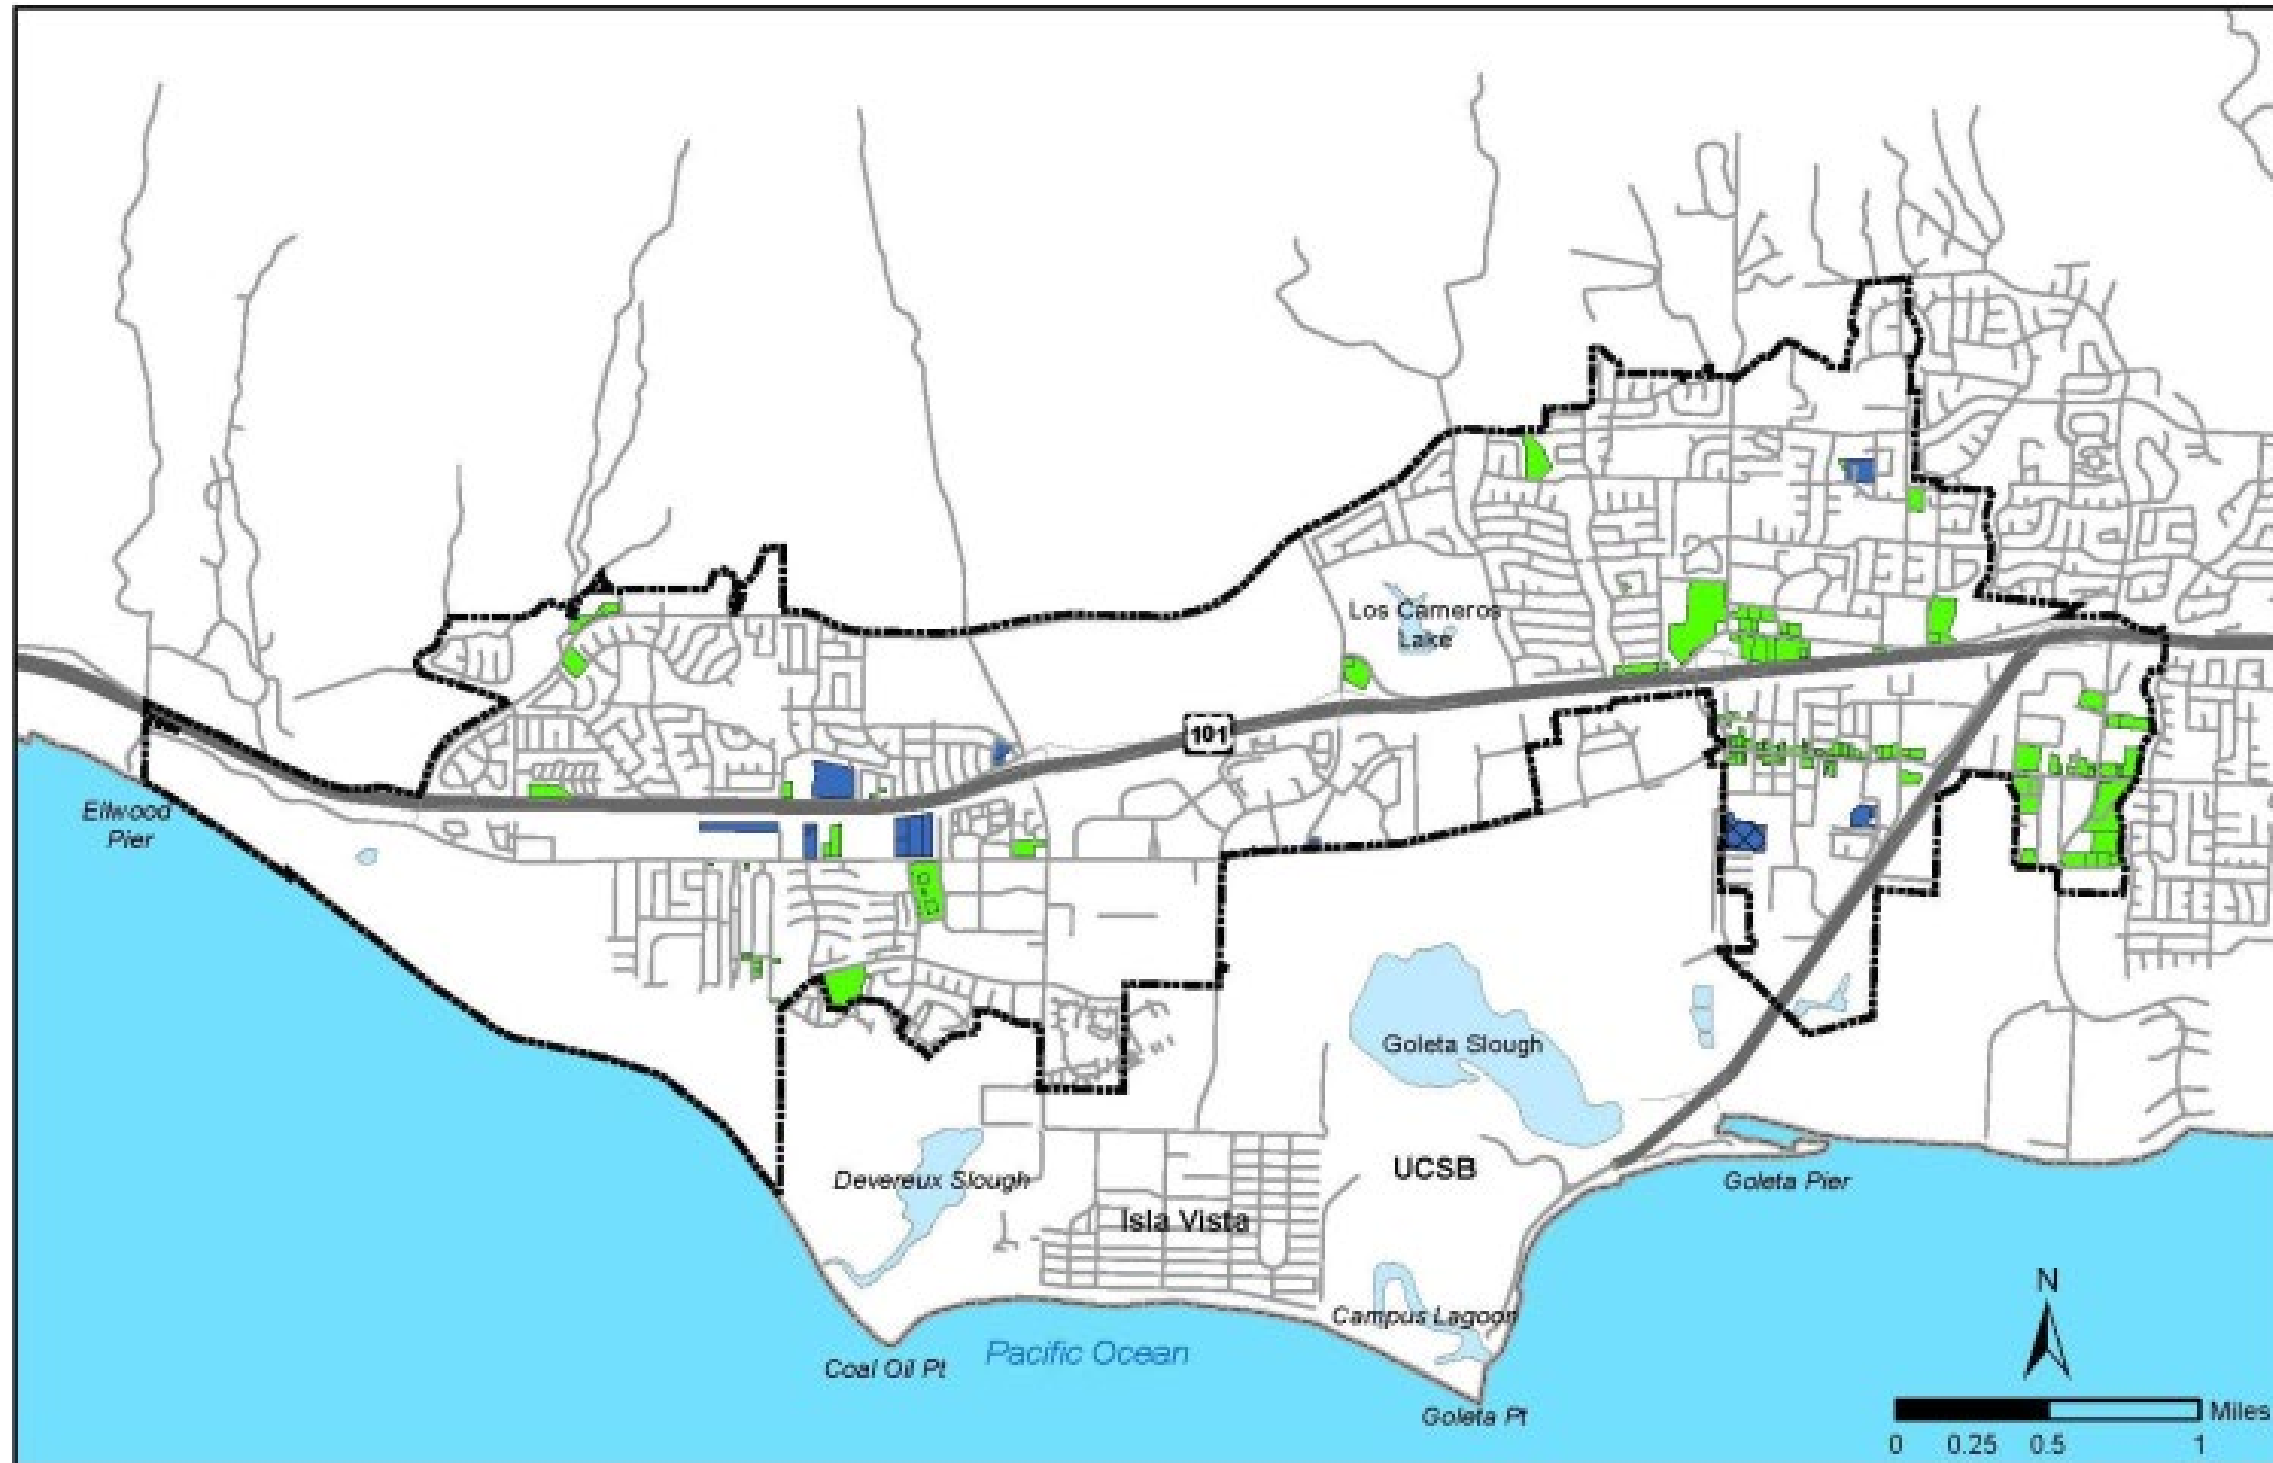 Los Carneros
Lake
101
Ellwood
Pier
Goleta Slough
UCSB
Devereux Slough
Goleta Pier
Isla Vista
N
Campus Lagoon
Pacific Ocean
Coal Oil Pt
Goleta Pt
Miles
0 0.25 0.5 1